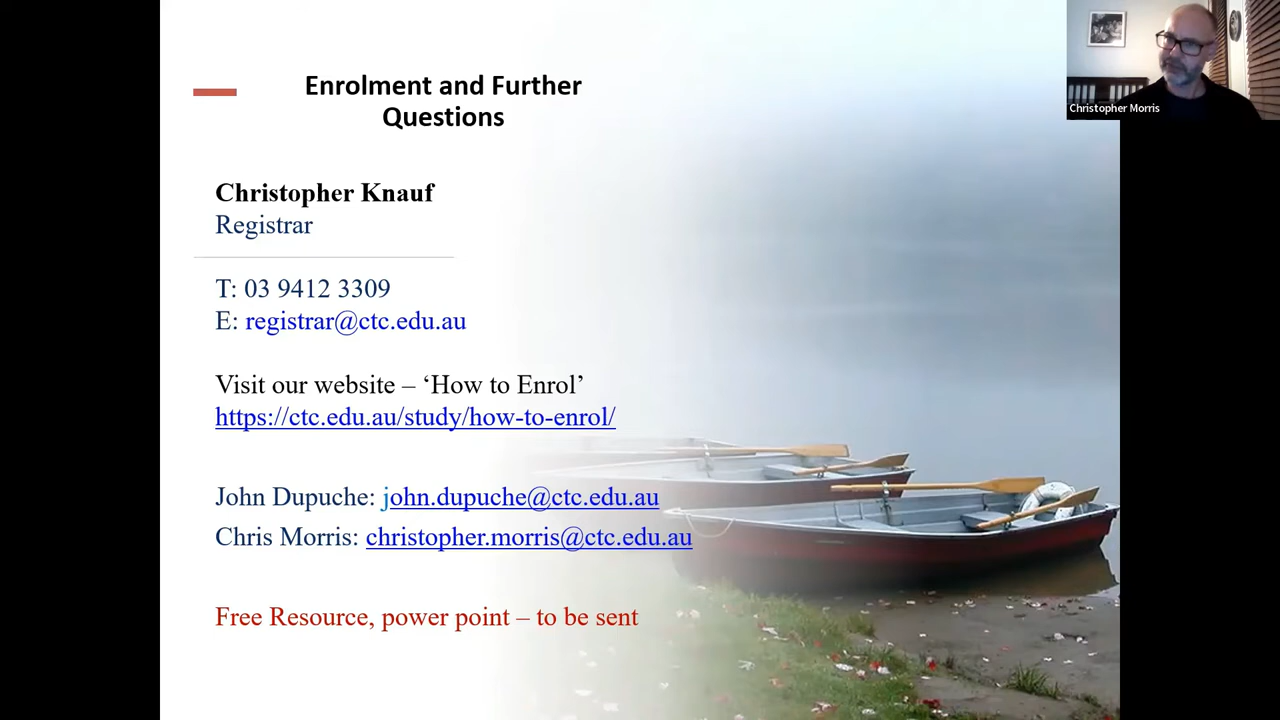 Enrolment and Further
Questions
Christopher Morris
Christopher Knauf
Registrar
T: 03 9412 3309
E: registrar@ctc.edu.au
Visit our website – ‘How to Enrol’
https://ctc.edu.au/study/how-to-enrol/
John Dupuche: john.dupuche@ctc.edu.au
Chris Morris: christopher.morris@ctc.edu.au
Free Resource, power point – to be sent